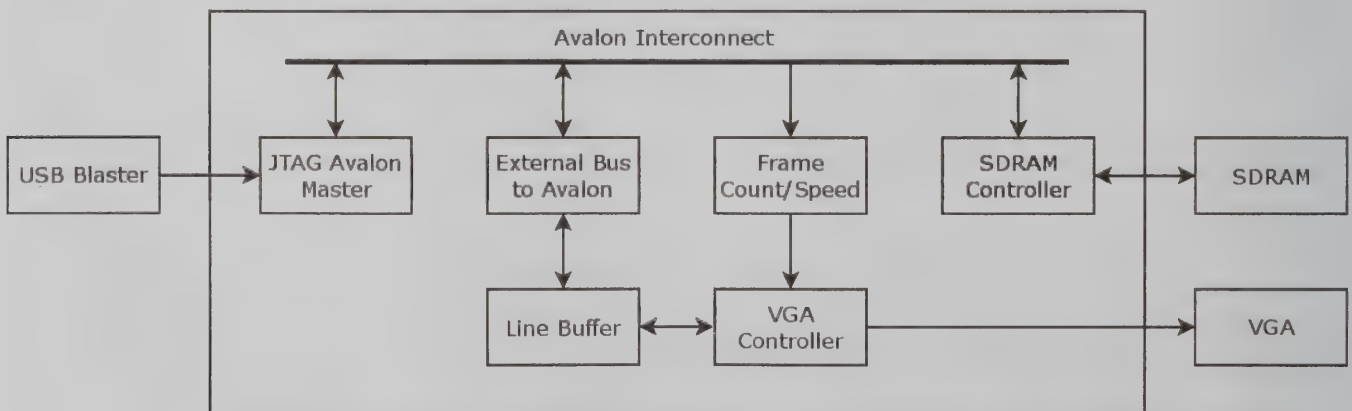 Avalon Interconnect
USB Blaster
JTAG Avalon
Master
External Bus
to Avalon
Frame
Count/Speed
SDRAM
Controller
SDRAM
Line Buffer
VGA
Controller
VGA